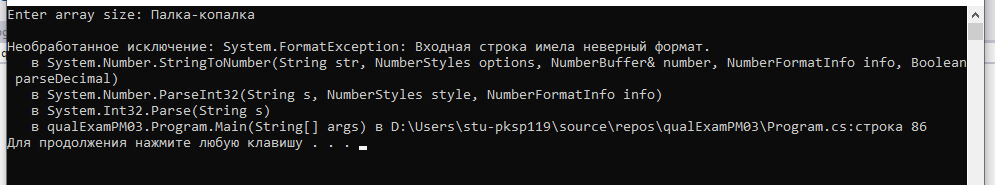 Enter array size: Палка-копалка
Необработанное исключение: System.FormatException: Входная строка имела неверный формат.
в System.Number.StringToNumber(String str, NumberStyles options, NumberBuffer& number, NumberFormatInfo info, Boolean
parseDecimal)
в System.Number.ParseInt32(String s, NumberStyles style, NumberFormatInfo info)
в System.Int32.Parse(String s)
в qualExamPM03.Program.Main(String[] args) в D:\Users\stu-pksp119\source\repos\qualExamPM03\Program.cs:строка 86
Для продолжения нажмите любую клавишу . . .